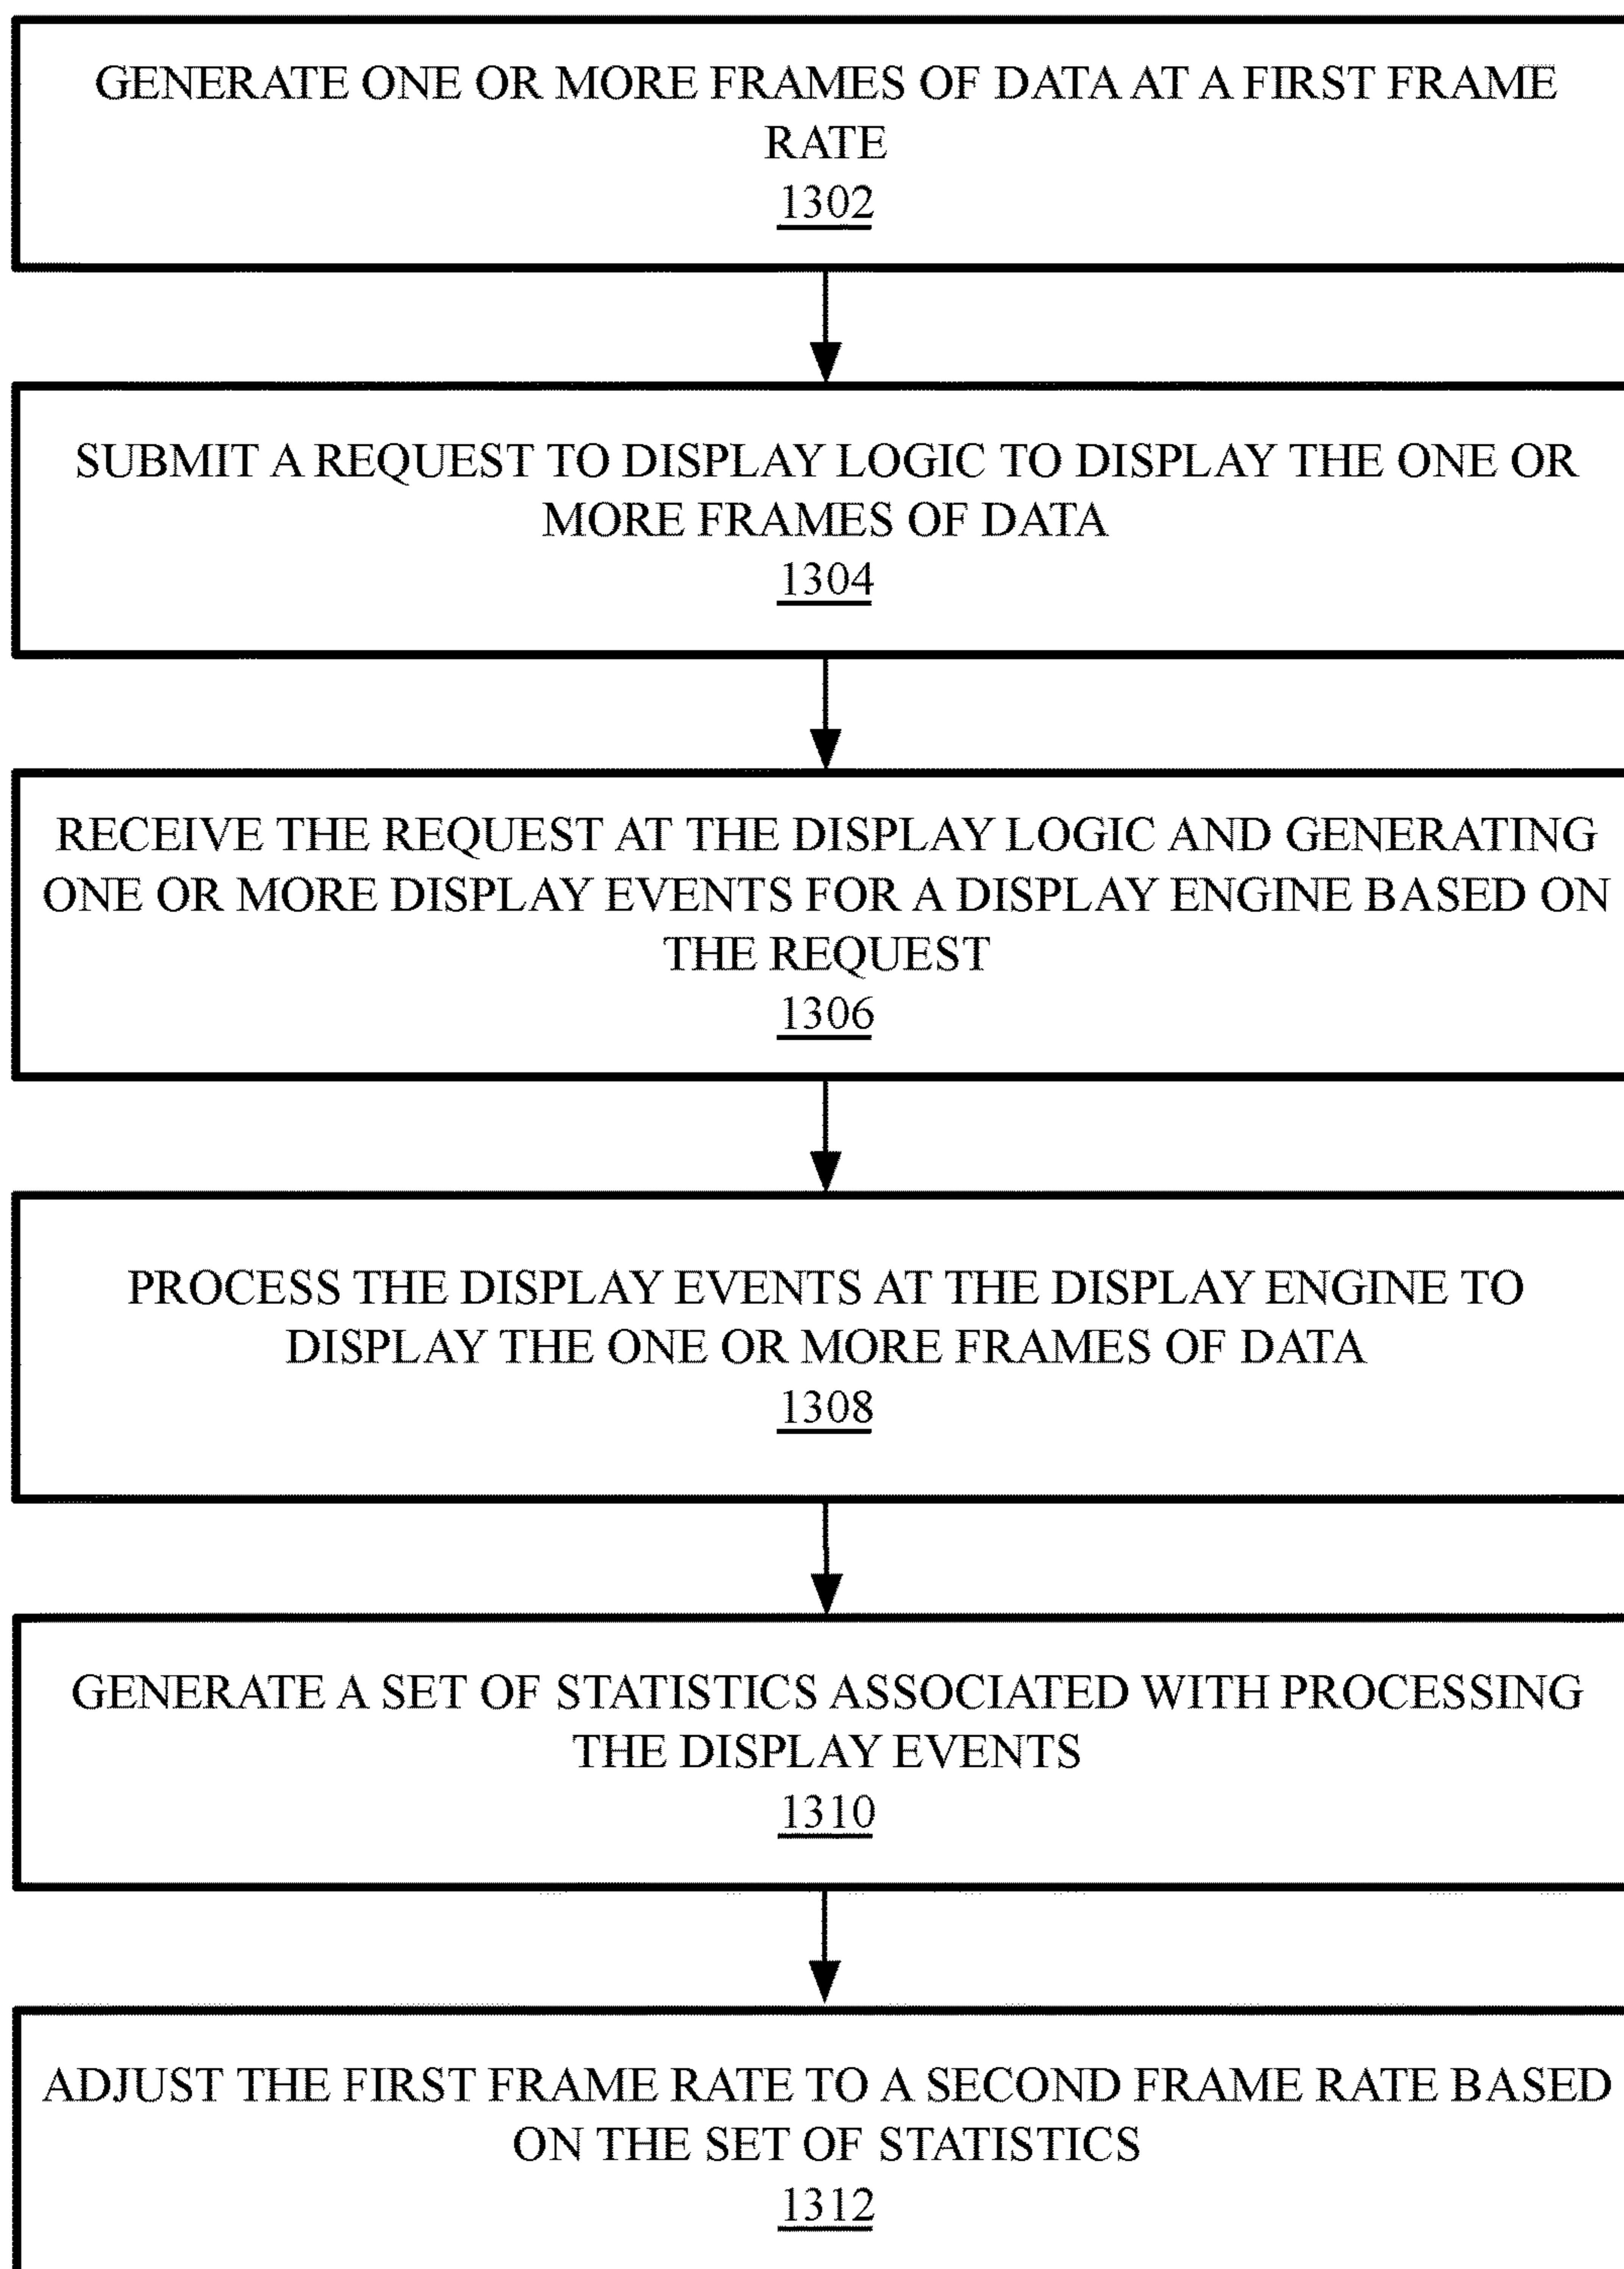 GENERATE ONE OR MORE FRAMES OF DATA AT A FIRST FRAME
RATE
1302
SUBMIT A REQUEST TO DISPLAY LOGIC TO DISPLAY THE ONE OR
MORE FRAMES OF DATA
1304
RECEIVE THE REQUEST AT THE DISPLAY LOGIC AND GENERATING
ONE OR MORE DISPLAY EVENTS FOR A DISPLAY ENGINE BASED ON
THE REQUEST
1306
PROCESS THE DISPLAY EVENTS AT THE DISPLAY ENGINE TO
DISPLAY THE ONE OR MORE FRAMES OF DATA
1308
GENERATE A SET OF STATISTICS ASSOCIATED WITH PROCESSING
THE DISPLAY EVENTS
1310
ADJUST THE FIRST FRAME RATE TO A SECOND FRAME RATE BASED
ON THE SET OF STATISTICS
1312